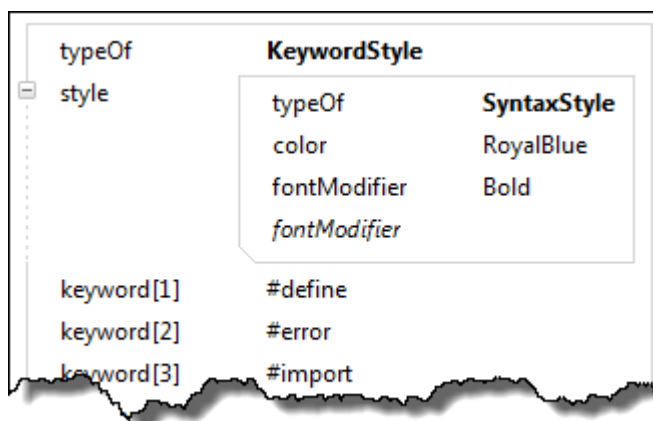 typeOf KeywordStyle
style
typeOf SyntaxStyle
color RoyalBlue
fontModifier Bold
fontModifier
keyword[1] #define
keyword[2] #error
keyword[3] #import